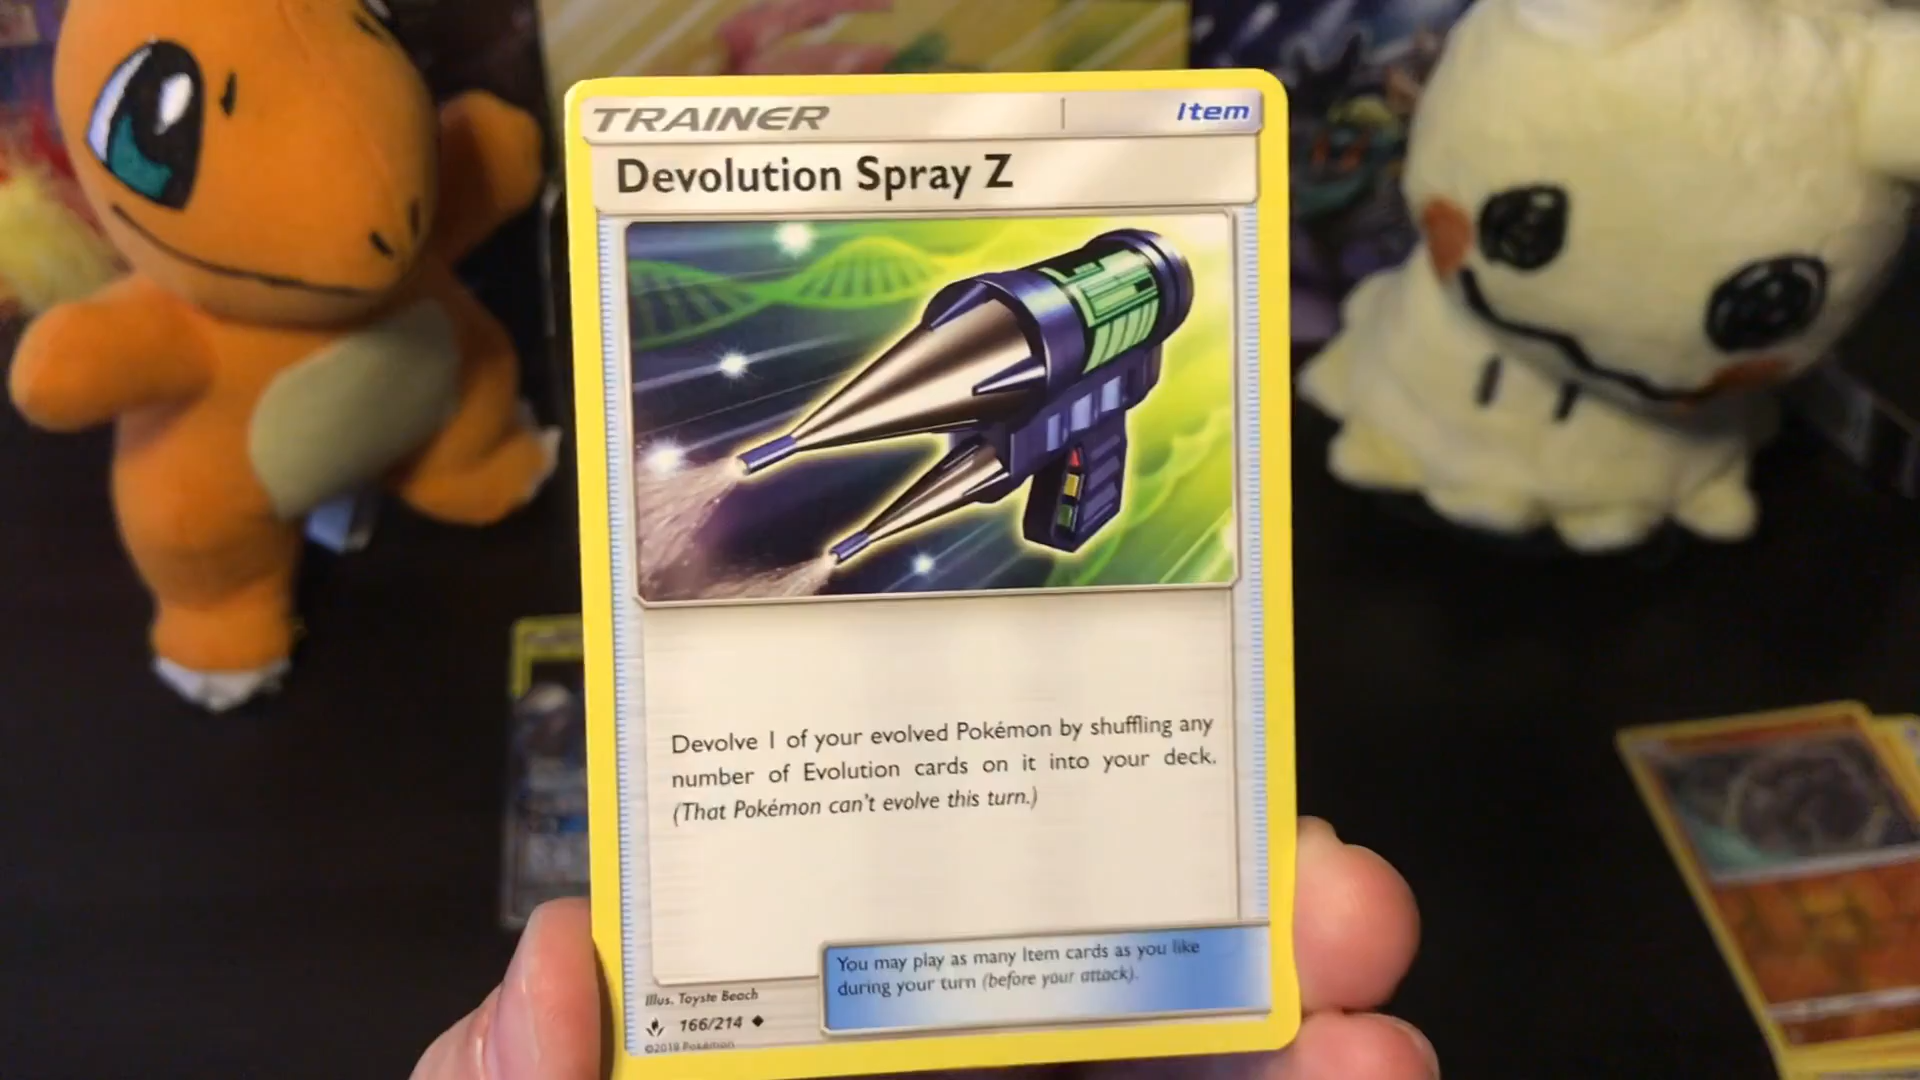 TRAINER
Item
Devolution Spray Z
Devolve 1 of your evolved Pokémon by shuffling any
number of Evolution cards on it into your deck.
(That Pokémon can't evolve this turn.)
You may play as many Item cards as you like
during your turn (before your attack).
Illus. Toyste Beach
166/214
©2019 Pokémon